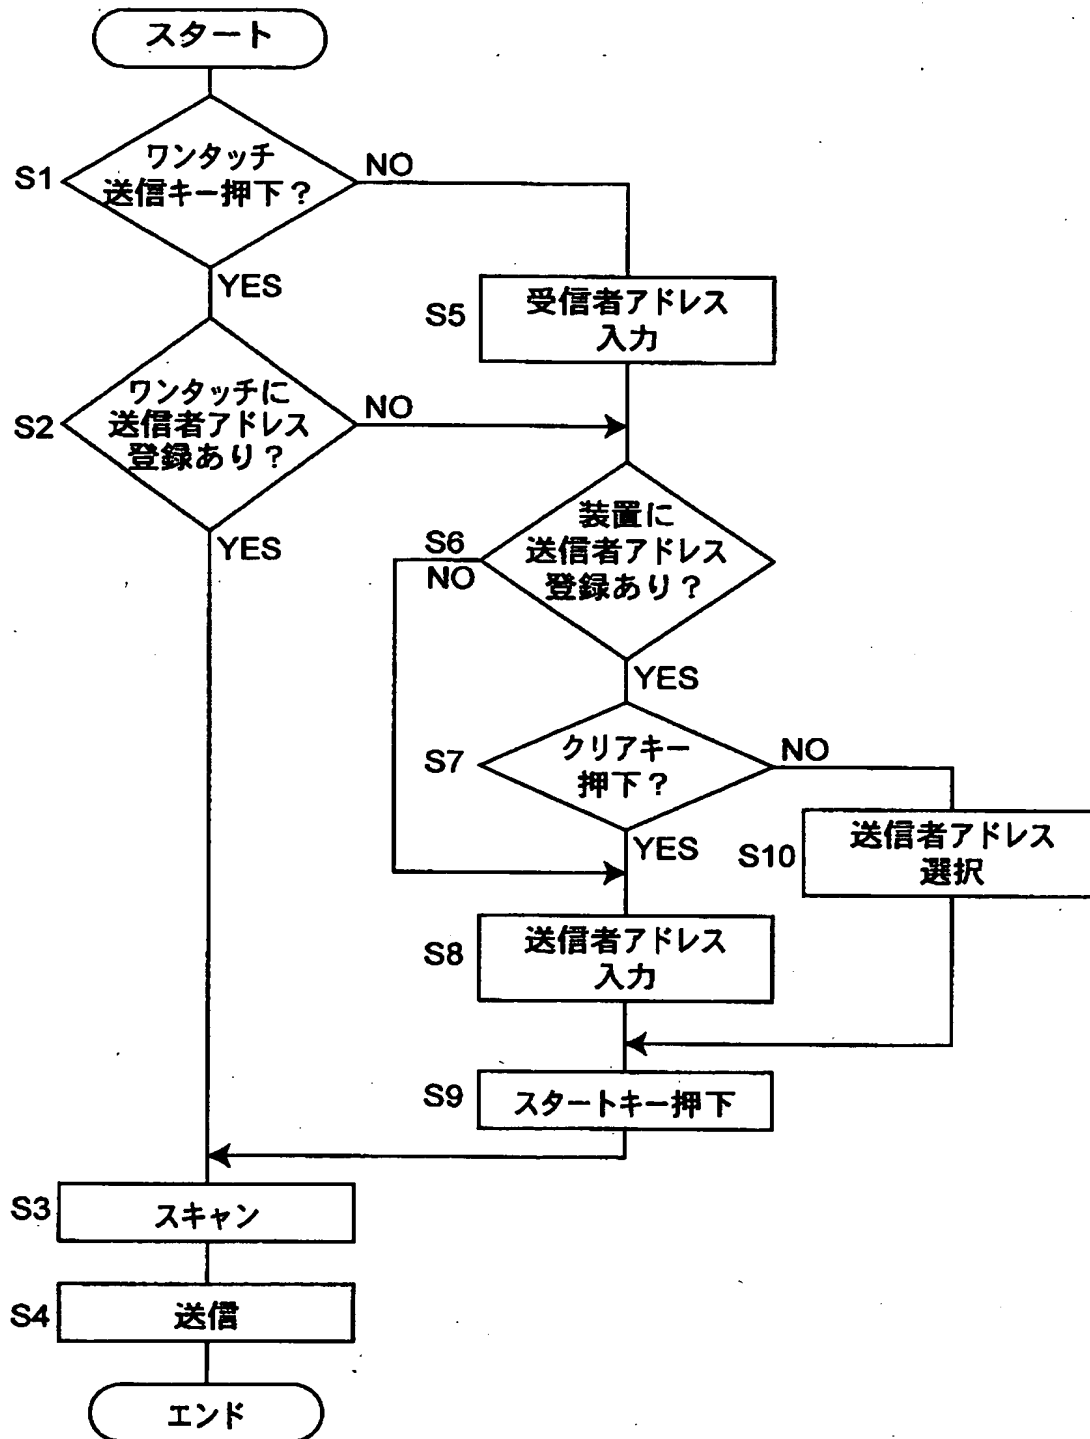 スタート
S1
ワンタッチ
送信キー押下？
NO
YES
S5
受信者アドレス
入力
S2
ワンタッチに
送信者アドレス
登録あり？
NO
YES
S6
NO
装置に
送信者アドレス
登録あり？
YES
S7
クリアキー
押下？
NO
YES
S10
送信者アドレス
選択
S8
送信者アドレス
入力
S9
スタートキー押下
S3
スキャン
S4
送信
エンド